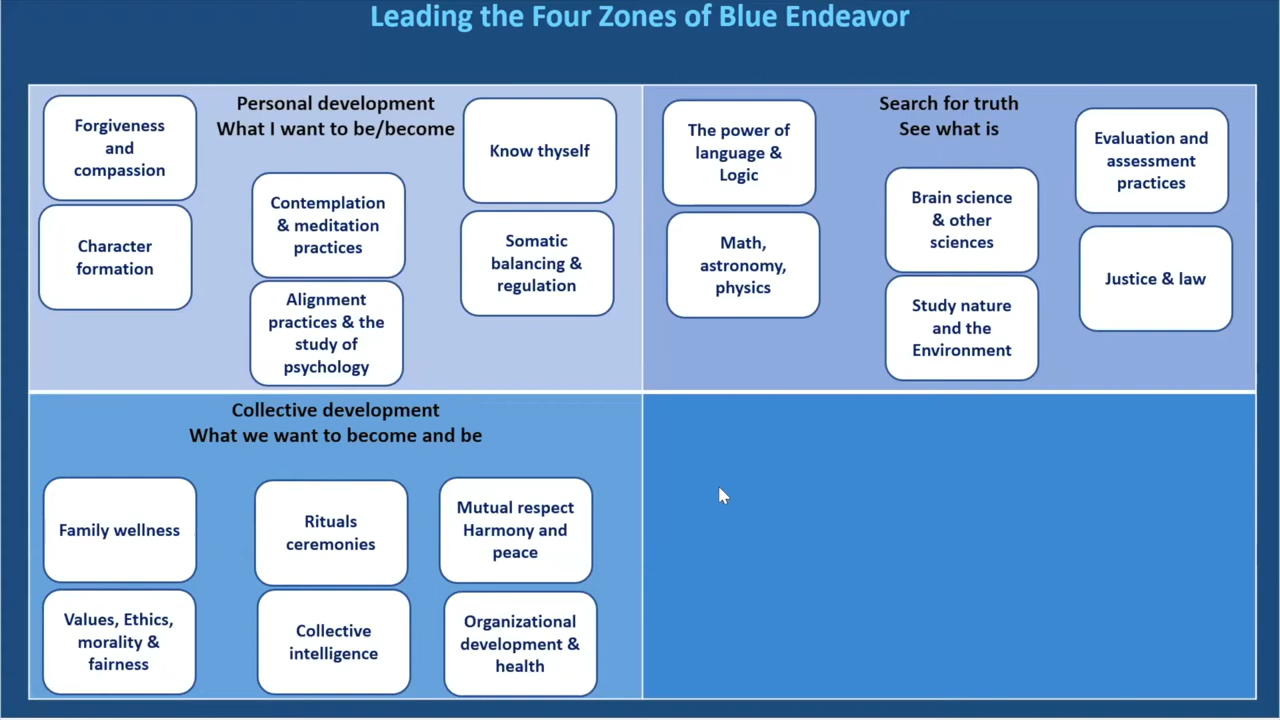 Leading the Four Zones of Blue Endeavor
Personal development
What I want to be/become
Forgiveness
and
compassion
Character
formation
Contemplation
& meditation
practices
Alignment
practices & the
study of
psychology
Know thyself
Somatic
balancing &
regulation
Search for truth
See what is
The power of
language &
Logic
Math,
astronomy,
physics
Brain science
& other
sciences
Study nature
and the
Environment
Evaluation and
assessment
practices
Justice & law
Collective development
What we want to become and be
Family wellness
Values, Ethics,
morality &
fairness
Rituals
ceremonies
Collective
intelligence
Mutual respect
Harmony and
peace
Organizational
development &
health